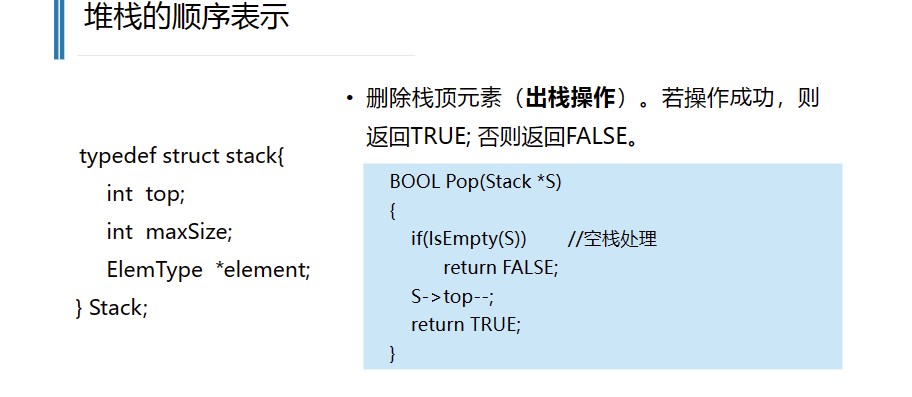 堆栈的顺序表示
• 删除栈顶元素（出栈操作）。若操作成功，则
返回TRUE; 否则返回FALSE。
typedef struct stack{
int top;
int maxSize;
ElemType *element;
} Stack;
BOOL Pop(Stack *S)
{
if(IsEmpty(S)) //空栈处理
return FALSE;
S->top--;
return TRUE;
}